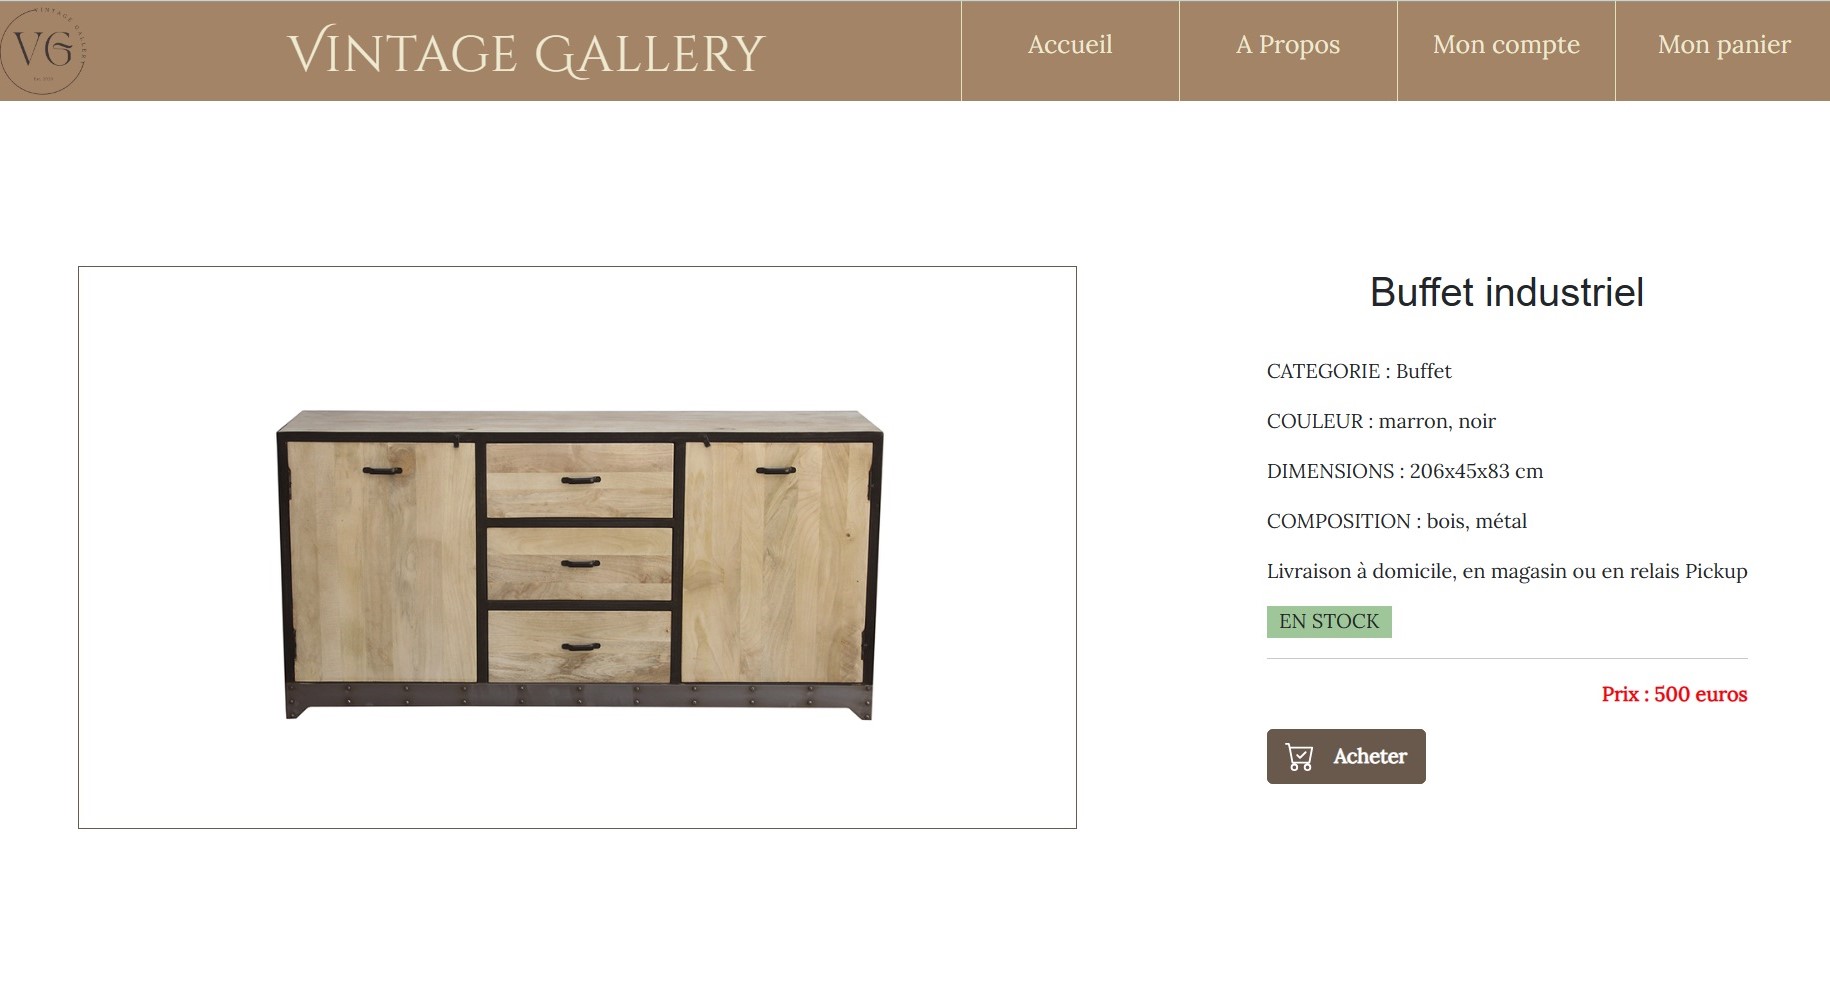 VINTAGE GALLERY
VG
VINTAGE GALLERY
Accueil
A Propos
Mon compte
Mon panier
Buffet industriel
CATEGORIE : Buffet
COULEUR : marron, noir
DIMENSIONS : 206x45x83 cm
COMPOSITION : bois, métal
Livraison à domicile, en magasin ou en relais Pickup
EN STOCK
Prix : 500 euros
Acheter